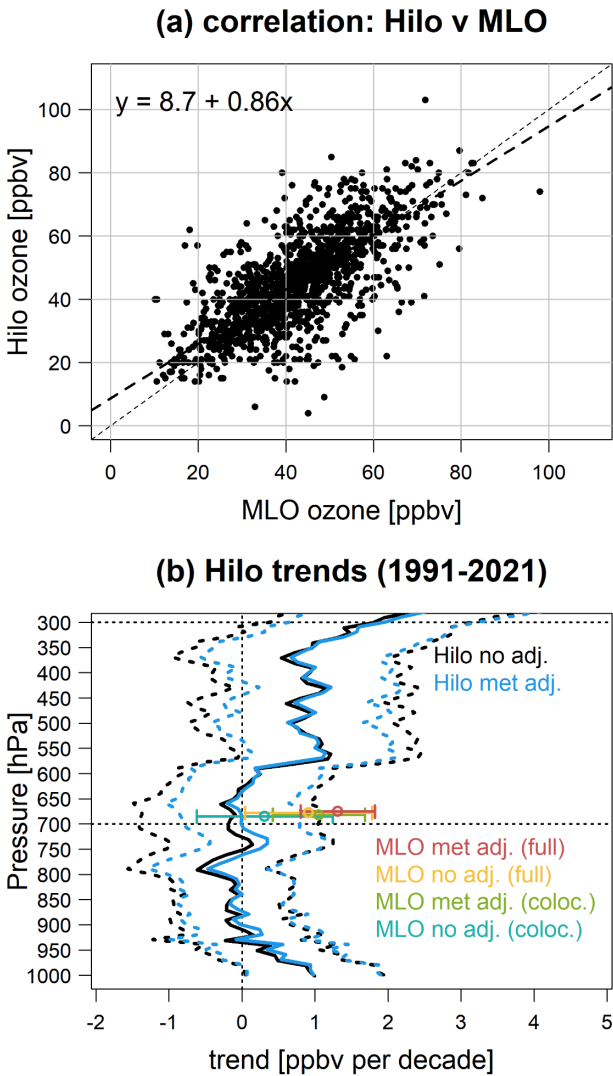 (a) correlation: Hilo v MLO
y = 8.7 + 0.86x
100
80
60
40
20
0
Hilo ozone [ppbv]
0 20 40 60 80 100
MLO ozone [ppbv]
(b) Hilo trends (1991-2021)
300
350
400
450
500
550
600
650
700
750
800
850
900
950
1000
Pressure [hPa]
Hilo no adj.
Hilo met adj.
MLO met adj. (full)
MLO no adj. (full)
MLO met adj. (coloc.)
MLO no adj. (coloc.)
-2 -1 0 1 2 3 4 5
trend [ppbv per decade]